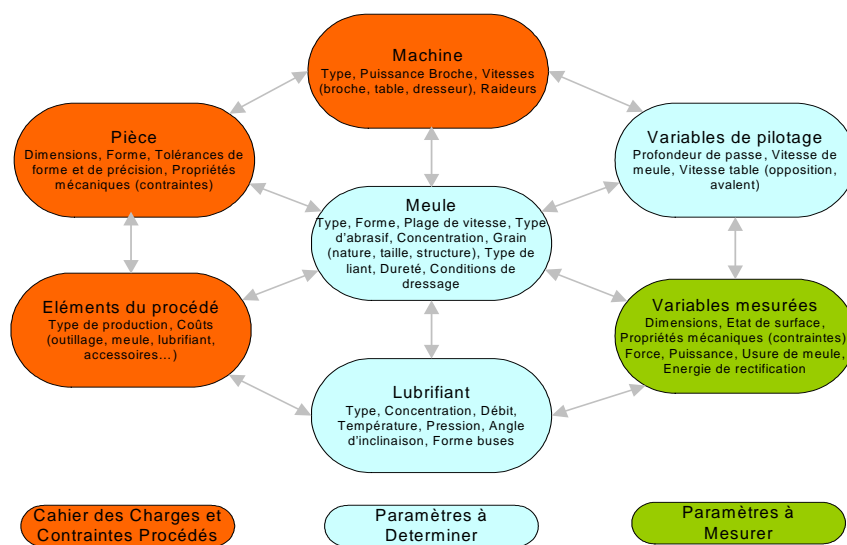 Machine
Type, Puissance Broche, Vitesses
(broche, table, dresseur), Raideurs
Pièce
Dimensions, Forme, Tolérances de
forme et de précision, Propriétés
mécaniques (contraintes)
Variables de pilotage
Profondeur de passe, Vitesse de
meule, Vitesse table (opposition,
avalent)
Meule
Type, Forme, Plage de vitesse, Type
d'abrasif, Concentration, Grain
(nature, taille, structure), Type de
liant, Dureté, Conditions de
dressage
Eléments du procédé
Type de production, Coûts
(outillage, meule, lubrifiant,
accessoires…)
Variables mesurées
Dimensions, Etat de surface,
Propriétés mécaniques (contraintes)
Force, Puissance, Usure de meule,
Energie de rectification
Lubrifiant
Type, Concentration, Débit,
Température, Pression, Angle
d'inclinaison, Forme buses
Cahier des Charges et
Contraintes Procédés
Paramètres à
Determiner
Paramètres à
Mesurer